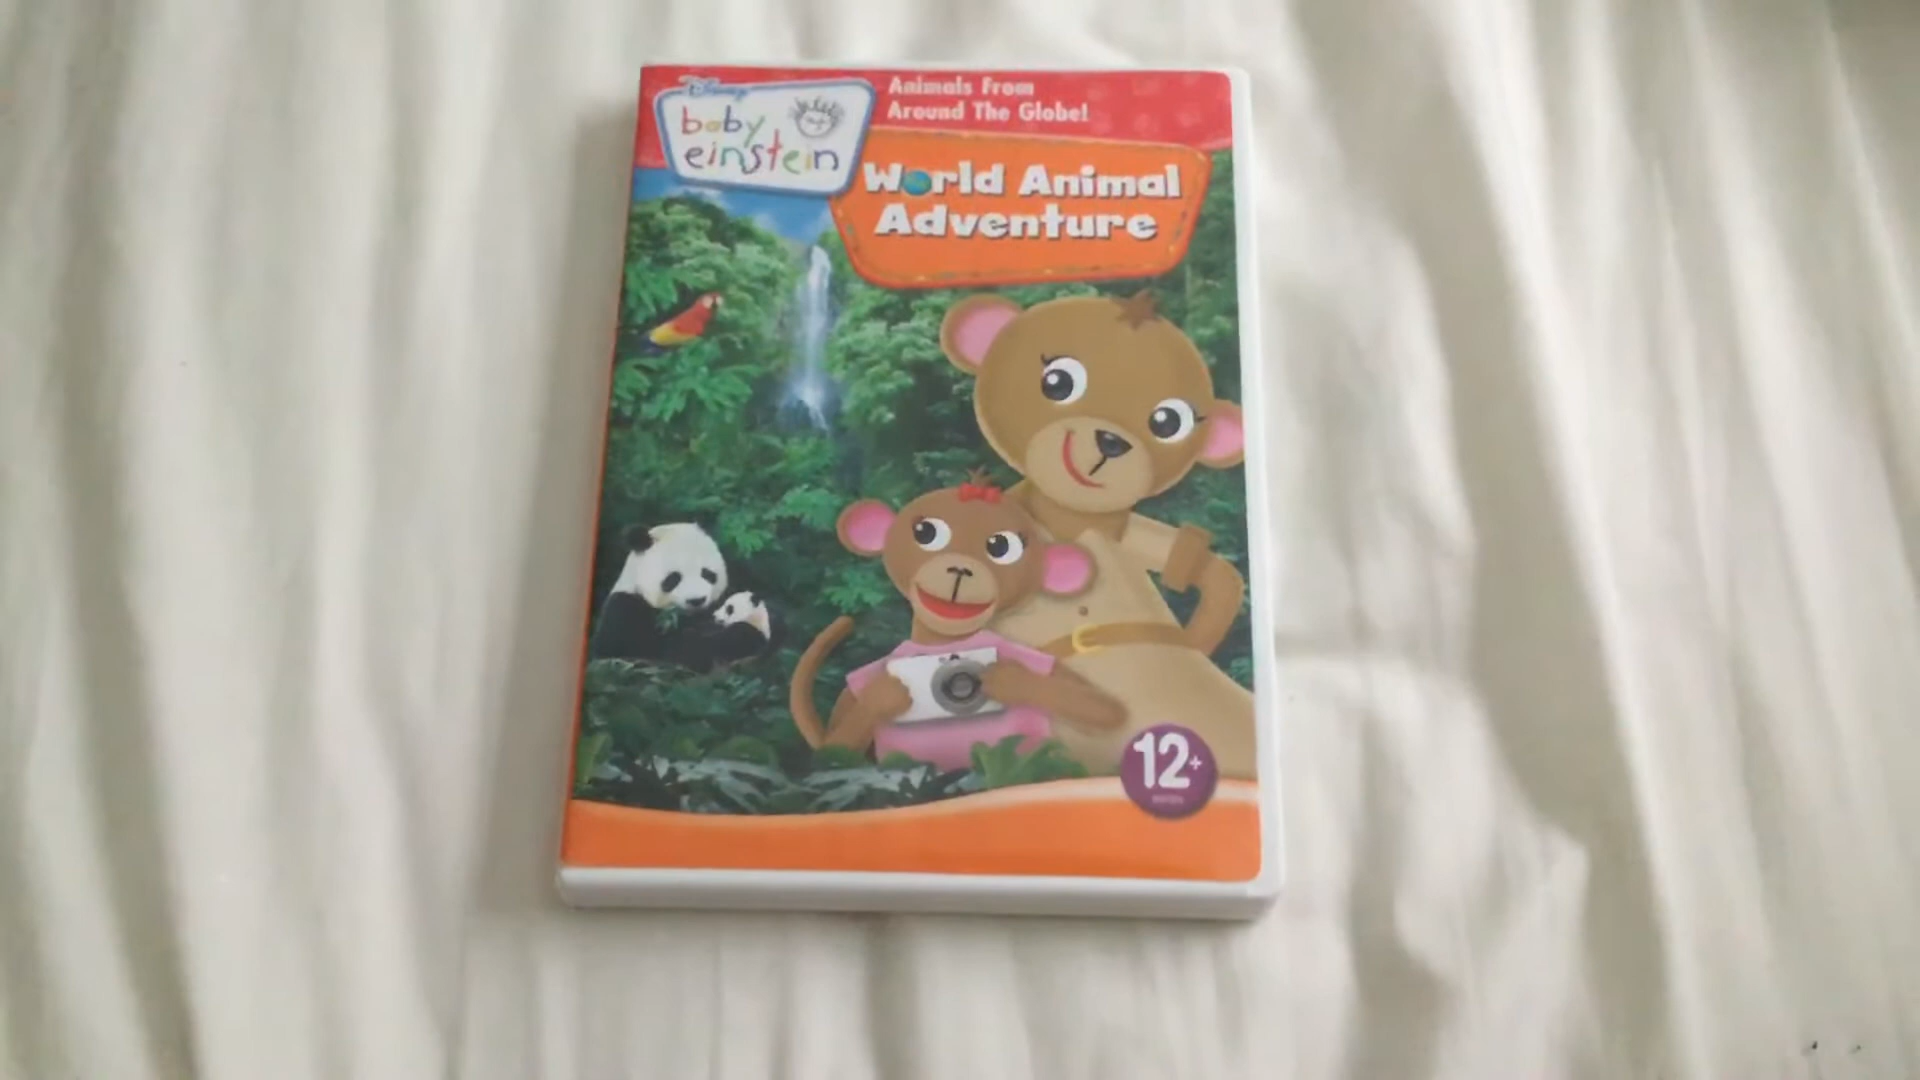 Disney
baby
einstein
Animals From
Around The Globe!
World Animal
Adventure
12+